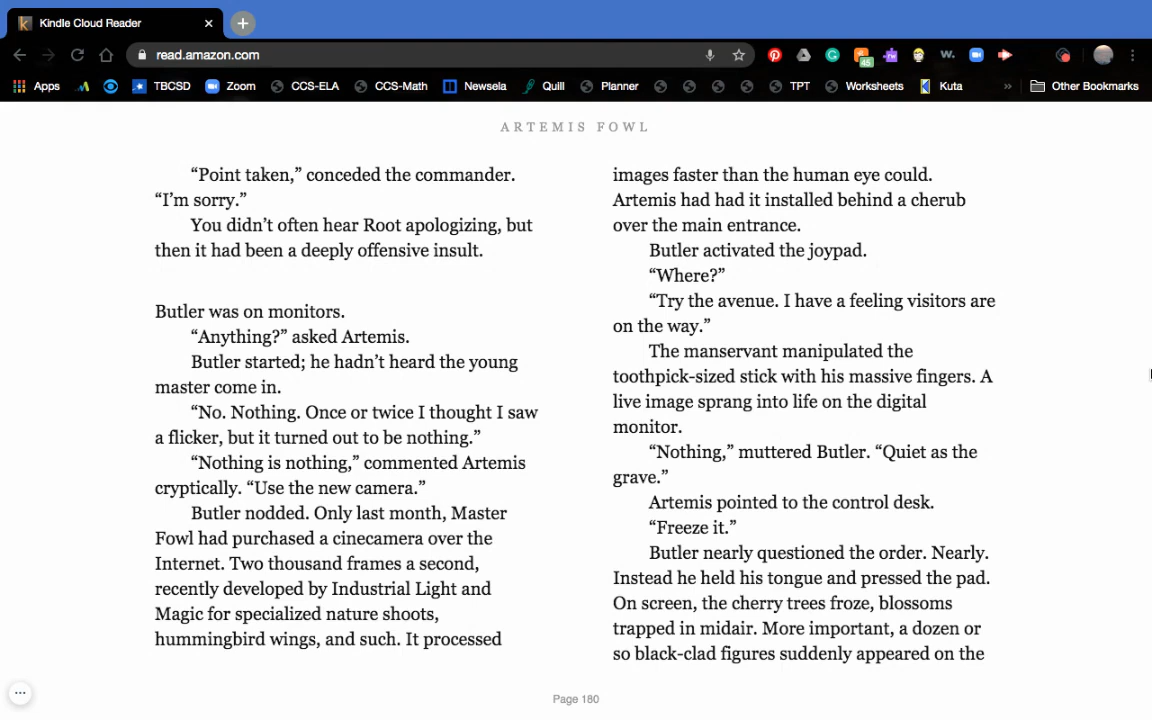 Kindle Cloud Reader
read.amazon.com
45
w.
Apps
TBCSD
Zoom
CCS-ELA
CCS-Math
Newsela
Quill
Planner
TPT
Worksheets
Kuta
»
Other Bookmarks
ARTEMIS FOWL
“Point taken,” conceded the commander.
“I’m sorry.”
You didn’t often hear Root apologizing, but
then it had been a deeply offensive insult.
Butler was on monitors.
“Anything?” asked Artemis.
Butler started; he hadn’t heard the young
master come in.
“No. Nothing. Once or twice I thought I saw
a flicker, but it turned out to be nothing.”
“Nothing is nothing,” commented Artemis
cryptically. “Use the new camera.”
Butler nodded. Only last month, Master
Fowl had purchased a cinecamera over the
Internet. Two thousand frames a second,
recently developed by Industrial Light and
Magic for specialized nature shoots,
hummingbird wings, and such. It processed
images faster than the human eye could.
Artemis had had it installed behind a cherub
over the main entrance.
Butler activated the joypad.
“Where?”
“Try the avenue. I have a feeling visitors are
on the way.”
The manservant manipulated the
toothpick-sized stick with his massive fingers. A
live image sprang into life on the digital
monitor.
“Nothing,” muttered Butler. “Quiet as the
grave.”
Artemis pointed to the control desk.
“Freeze it.”
Butler nearly questioned the order. Nearly.
Instead he held his tongue and pressed the pad.
On screen, the cherry trees froze, blossoms
trapped in midair. More important, a dozen or
so black-clad figures suddenly appeared on the
Page 180